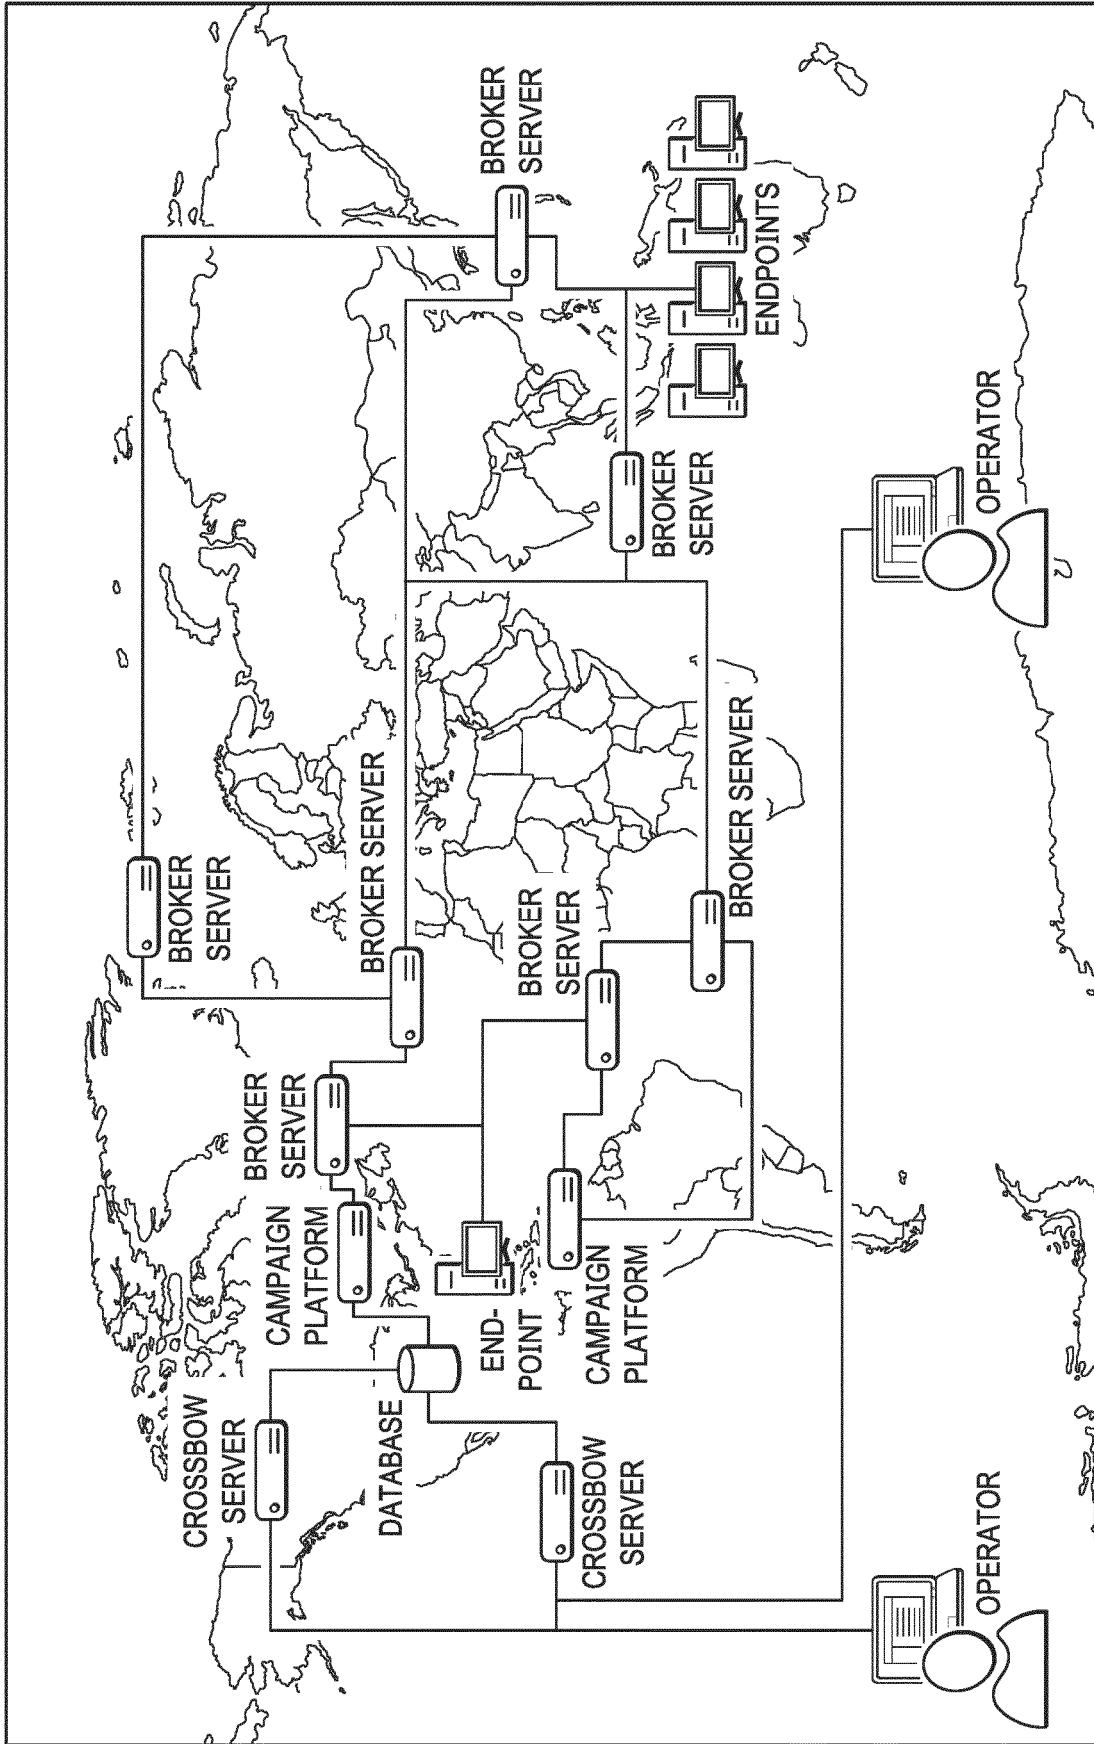 CROSSBOW
SERVER
BROKER
SERVER
CAMPAIGN
PLATFORM
BROKER
SERVER
BROKER SERVER
DATABASE
BROKER
SERVER
END-
POINT
BROKER
SERVER
CROSSBOW
SERVER
CAMPAIGN
PLATFORM
BROKER
SERVER
BROKER SERVER
ENDPOINTS
OPERATOR
OPERATOR